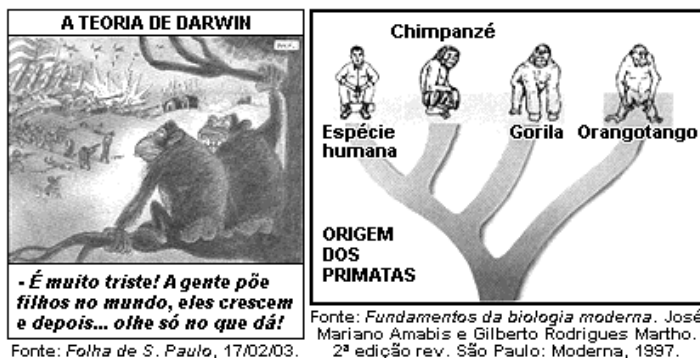 A TEORIA DE DARWIN
- É muito triste! A gente põe
filhos no mundo, eles crescem
e depois... olhe só no que dá!
Fonte: Folha de S. Paulo, 17/02/03.
Chimpanzé
Espécie
humana
Gorila
Orangotango
ORIGEM
DOS
PRIMATAS
Fonte: Fundamentos da biologia moderna. José
Mariano Amabis e Gilberto Rodrigues Martho.
2ª edição rev. São Paulo: Moderna, 1997.